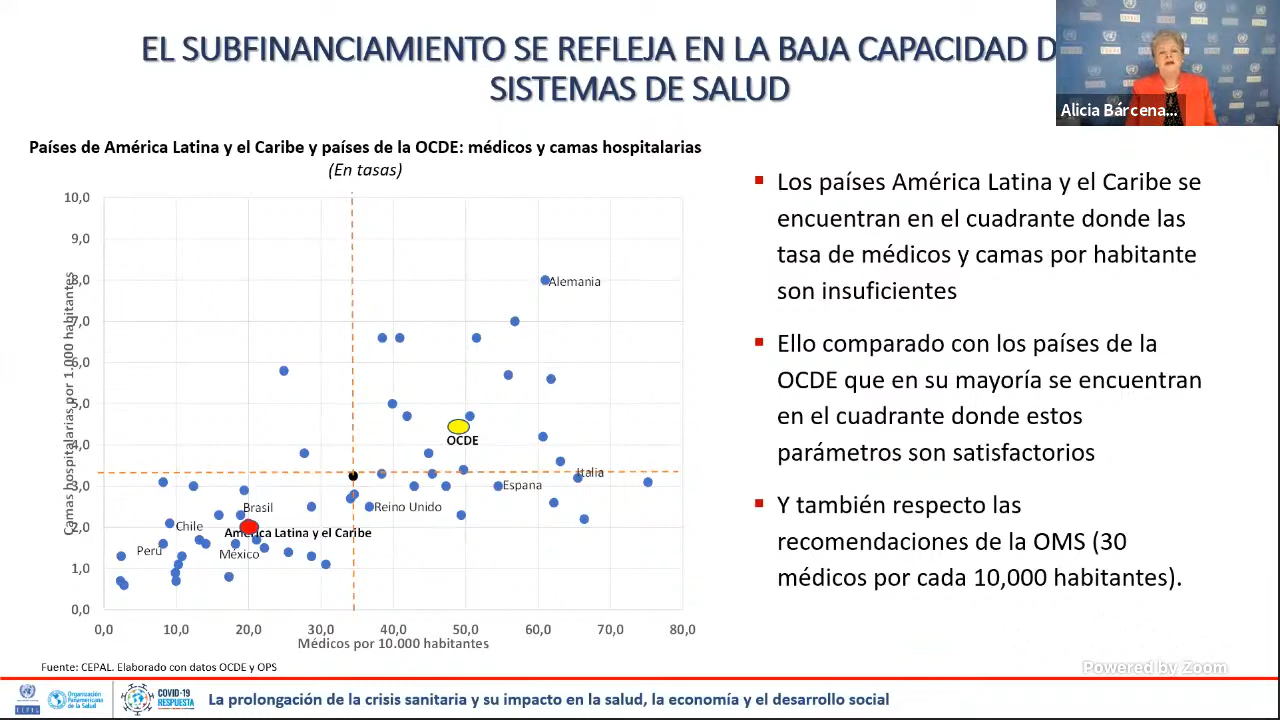 EL SUBFINANCIAMIENTO SE REFLEJA EN LA BAJA CAPACIDAD
SISTEMAS DE SALUD
Alicia Bárcena...
Países de América Latina y el Caribe y países de la OCDE: médicos y camas hospitalarias
(En tasas)
Camas hospitalarias por 1.000 habitantes
10,0
9,0
8,0
7,0
6,0
5,0
4,0
3,0
2,0
1,0
0,0
Alemania
OCDE
Italia
Espana
Reino Unido
Brasil
Chile
América Latina y el Caribe
Perú
México
0,0 10,0 20,0 30,0 40,0 50,0 60,0 70,0 80,0
Médicos por 10.000 habitantes
Los países América Latina y el Caribe se
encuentran en el cuadrante donde las
tasa de médicos y camas por habitante
son insuficientes
Ello comparado con los países de la
OCDE que en su mayoría se encuentran
en el cuadrante donde estos
parámetros son satisfactorios
Y también respecto las
recomendaciones de la OMS (30
médicos por cada 10,000 habitantes).
Fuente: CEPAL. Elaborado con datos OCDE y OPS
Powered by Zoom
CEPAL
Organización
Panamericana
de la Salud
COVID-19
RESPUESTA
La prolongación de la crisis sanitaria y su impacto en la salud, la economía y el desarrollo social